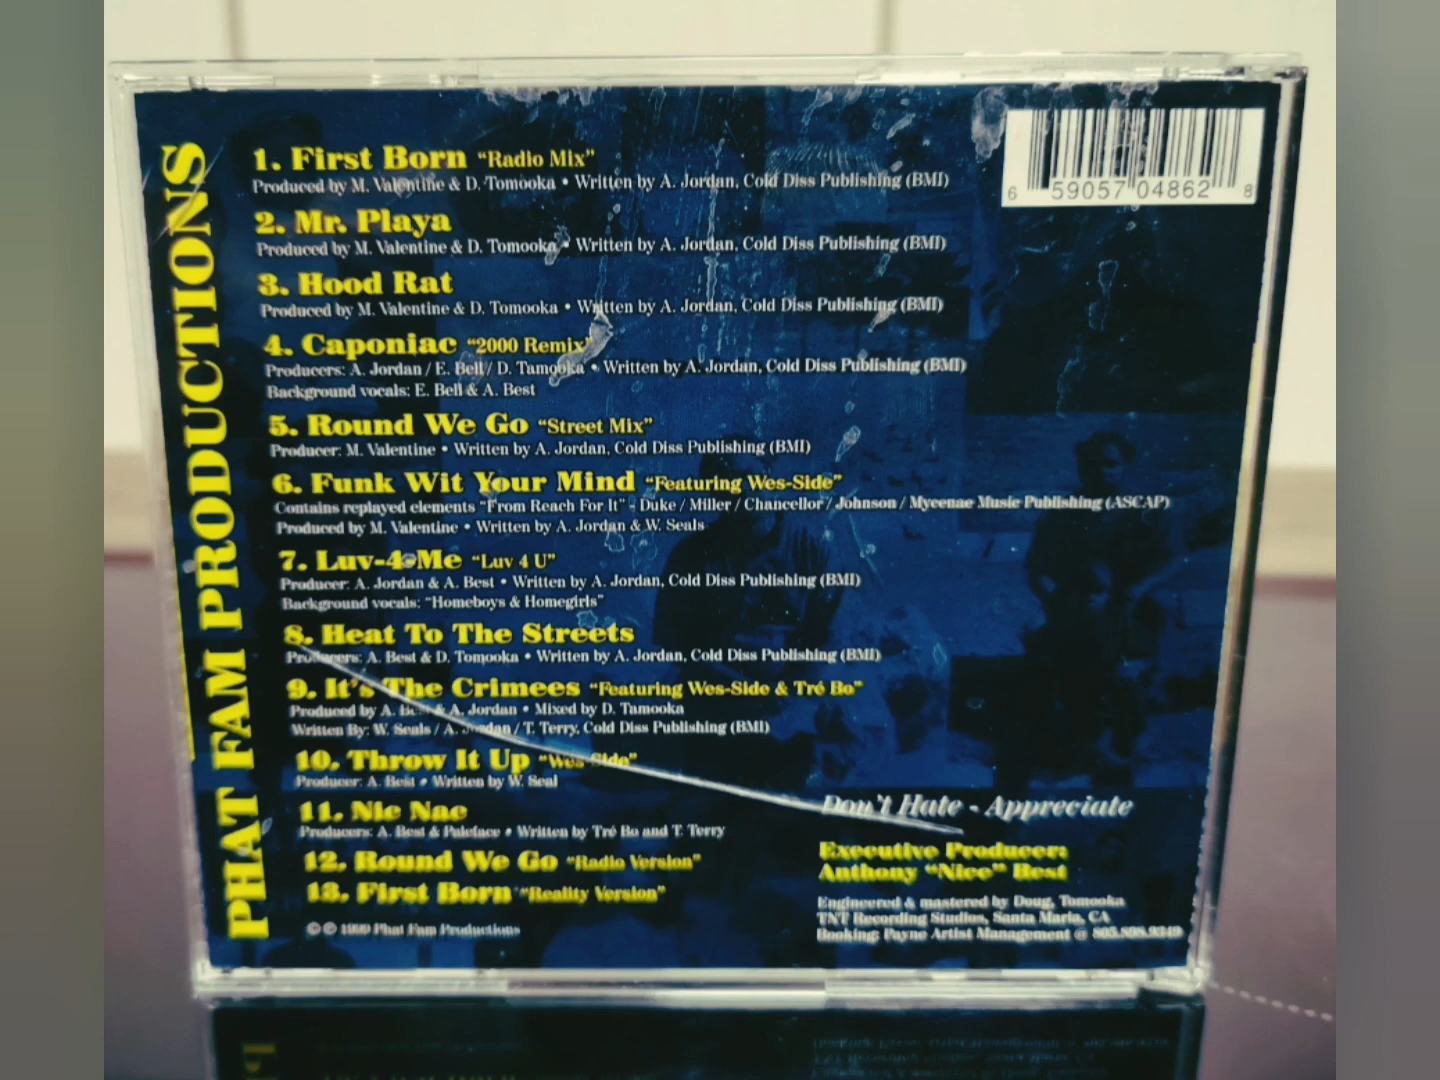 PHAT FAM PRODUCTIONS
1. First Born "Radio Mix"
Produced by M. Valentine & D. Tomooka • Written by A. Jordan, Cold Diss Publishing (BMI)
2. Mr. Playa
Produced by M. Valentine & D. Tomooka • Written by A. Jordan, Cold Diss Publishing (BMI)
3. Hood Rat
Produced by M. Valentine & D. Tomooka • Written by A. Jordan, Cold Diss Publishing (BMI)
4. Caponiac "2000 Remix"
Producers: A. Jordan / E. Bell / D. Tamooka • Written by A. Jordan, Cold Diss Publishing (BMI)
Background vocals: E. Bell & A. Best
5. Round We Go "Street Mix"
Producer: M. Valentine • Written by A. Jordan, Cold Diss Publishing (BMI)
6. Funk Wit Your Mind "Featuring Wes-Side"
Contains replayed elements "From Reach For It" - Duke / Miller / Chancellor / Johnson / Mycenae Music Publishing (ASCAP)
Produced by M. Valentine • Written by A. Jordan & W. Seals
7. Luv-4-Me "Luv 4 U"
Producer: A. Jordan & A. Best • Written by A. Jordan, Cold Diss Publishing (BMI)
Background vocals: "Homeboys & Homegirls"
8. Heat To The Streets
Producers: A. Best & D. Tomooka • Written by A. Jordan, Cold Diss Publishing (BMI)
9. It's The Crimees "Featuring Wes-Side & Tré Bo"
Produced by A. Best & A. Jordan • Mixed by D. Tamooka
Written By: W. Seals / A. Jordan / T. Terry, Cold Diss Publishing (BMI)
10. Throw It Up "Wes-Side"
Producer: A. Best • Written by W. Seal
11. Nic Nac
Producers: A. Best & Paleface • Written by Tré Bo and T. Terry
12. Round We Go "Radio Version"
13. First Born "Reality Version"
©℗ 1999 Phat Fam Productions
6 59057 04862 8
Don't Hate - Appreciate
Executive Producer:
Anthony "Nice" Best
Engineered & mastered by Doug, Tomooka
TNT Recording Studios, Santa Maria, CA
Booking: Payne Artist Management @ 805.898.9349